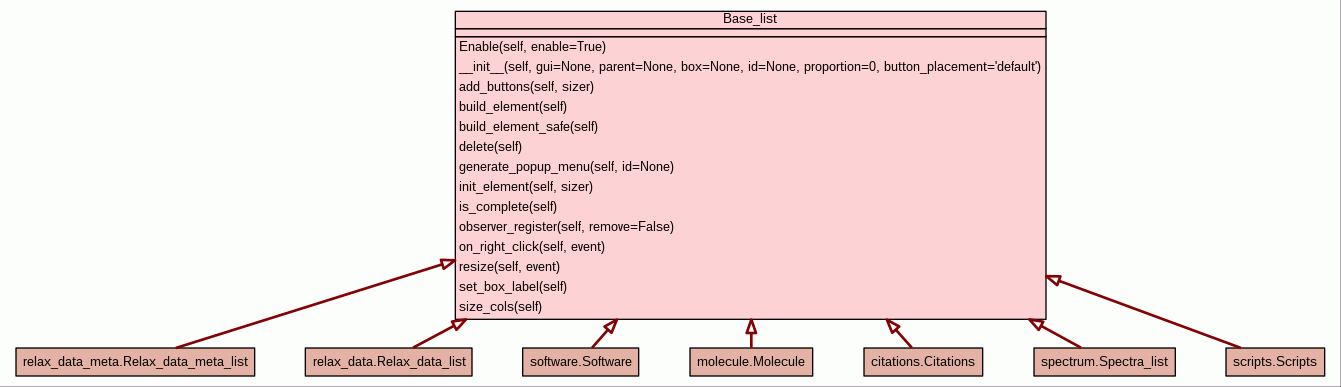 Base_list
Enable(self, enable=True)
__init__(self, gui=None, parent=None, box=None, id=None, proportion=0, button_placement='default')
add_buttons(self, sizer)
build_element(self)
build_element_safe(self)
delete(self)
generate_popup_menu(self, id=None)
init_element(self, sizer)
is_complete(self)
observer_register(self, remove=False)
on_right_click(self, event)
resize(self, event)
set_box_label(self)
size_cols(self)
relax_data_meta.Relax_data_meta_list
relax_data.Relax_data_list
software.Software
molecule.Molecule
citations.Citations
spectrum.Spectra_list
scripts.Scripts